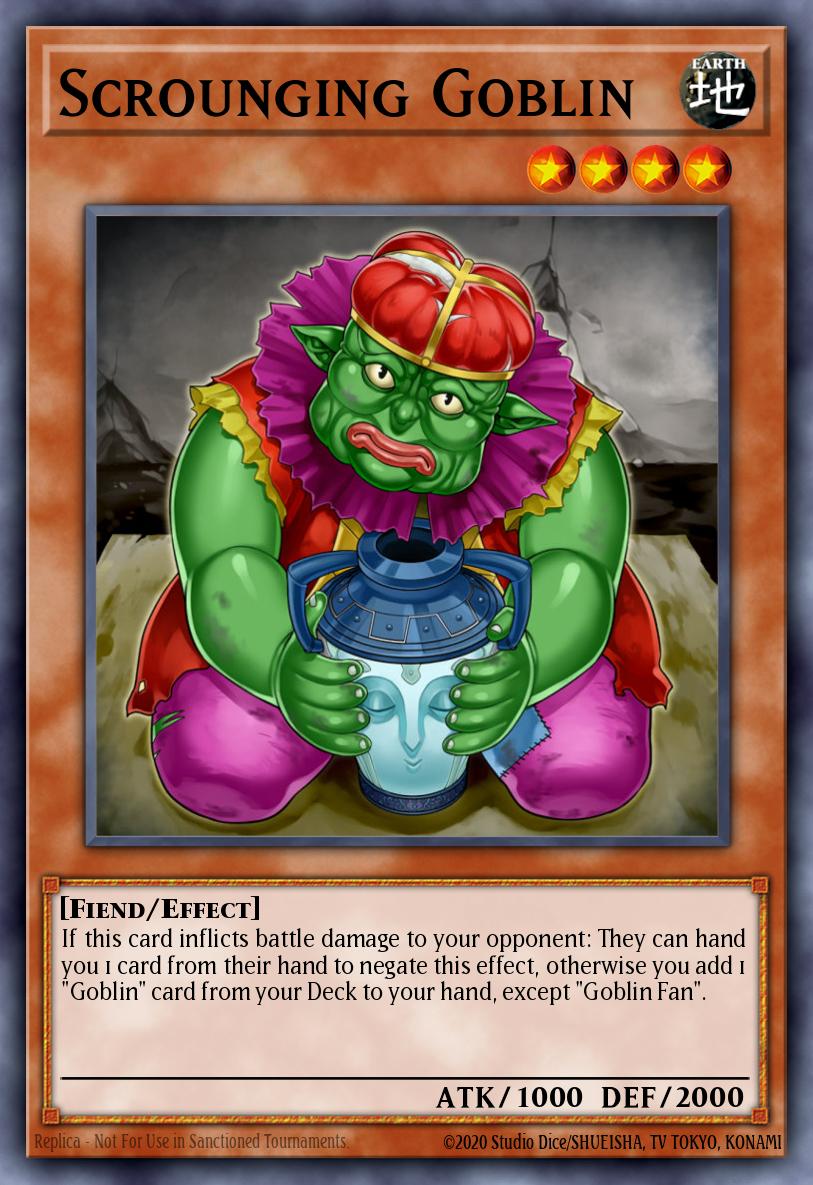 Scrounging Goblin
EARTH
地
[Fiend/Effect]
If this card inflicts battle damage to your opponent: They can hand
you 1 card from their hand to negate this effect, otherwise you add 1
"Goblin" card from your Deck to your hand, except "Goblin Fan".
ATK/1000 DEF/2000
Replica - Not For Use in Sanctioned Tournaments.
©2020 Studio Dice/SHUEISHA, TV TOKYO, KONAMI